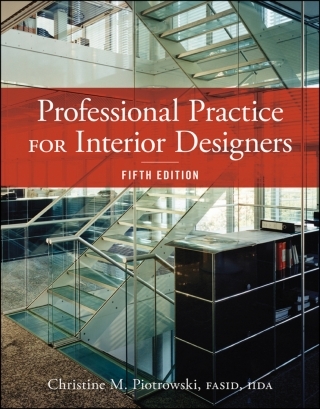 Professional Practice
FOR Interior Designers
FIFTH EDITION
Christine M. Piotrowski, FASID, IIDA